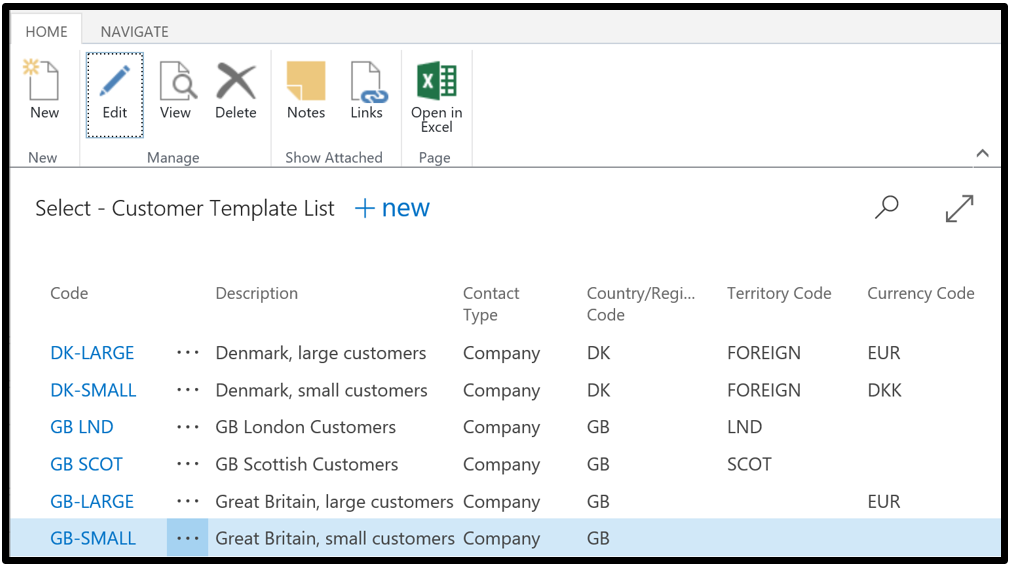 HOME NAVIGATE
New Edit View Delete Notes Links Open in
Excel
New Manage Show Attached Page
Select - Customer Template List + new
Code Description Contact Country/Regi... Territory Code Currency Code
Type Code
DK-LARGE ··· Denmark, large customers Company DK FOREIGN EUR
DK-SMALL ··· Denmark, small customers Company DK FOREIGN DKK
GB LND ··· GB London Customers Company GB LND
GB SCOT ··· GB Scottish Customers Company GB SCOT
GB-LARGE ··· Great Britain, large customers Company GB EUR
GB-SMALL ··· Great Britain, small customers Company GB